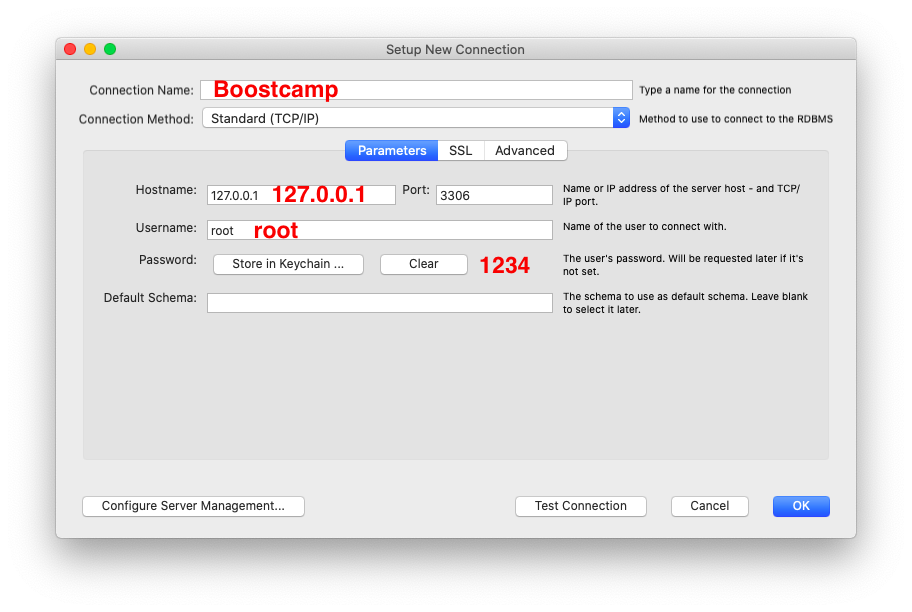 Setup New Connection
Connection Name: Boostcamp Type a name for the connection
Connection Method: Standard (TCP/IP) Method to use to connect to the RDBMS
Parameters SSL Advanced
Hostname: 127.0.0.1 127.0.0.1 Port: 3306 Name or IP address of the server host - and TCP/
IP port.
Username: root root Name of the user to connect with.
Password: Store in Keychain ... Clear 1234 The user's password. Will be requested later if it's
not set.
Default Schema: The schema to use as default schema. Leave blank
to select it later.
Configure Server Management... Test Connection Cancel OK